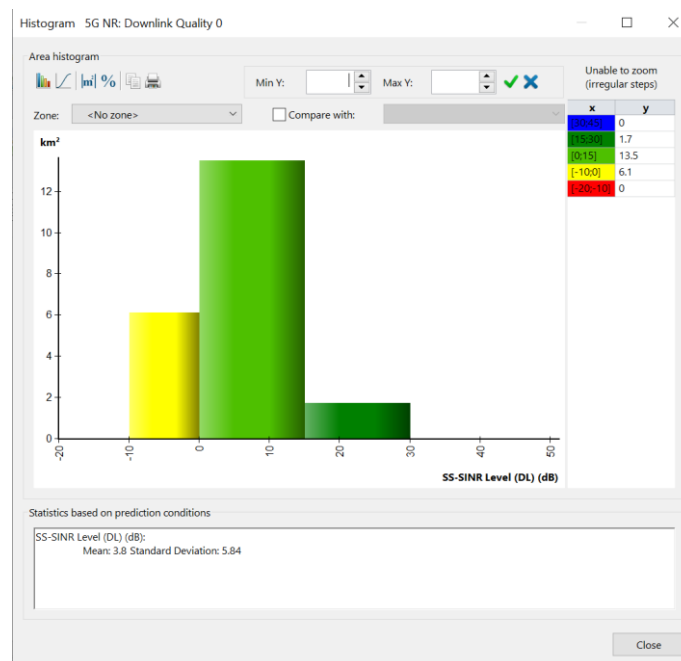 Histogram 5G NR: Downlink Quality 0
Area histogram
m² %
Min Y:
Max Y:
Unable to zoom
(irregular steps)
Zone: <No zone>
Compare with:
x y
[30;45] 0
[15;30] 1.7
[0;15] 13.5
[-10;0] 6.1
[-20;-10] 0
km²
12
10
8
6
4
2
0
-20 -10 0 10 20 30 40 50
SS-SINR Level (DL) (dB)
Statistics based on prediction conditions
SS-SINR Level (DL) (dB):
Mean: 3.8 Standard Deviation: 5.84
Close